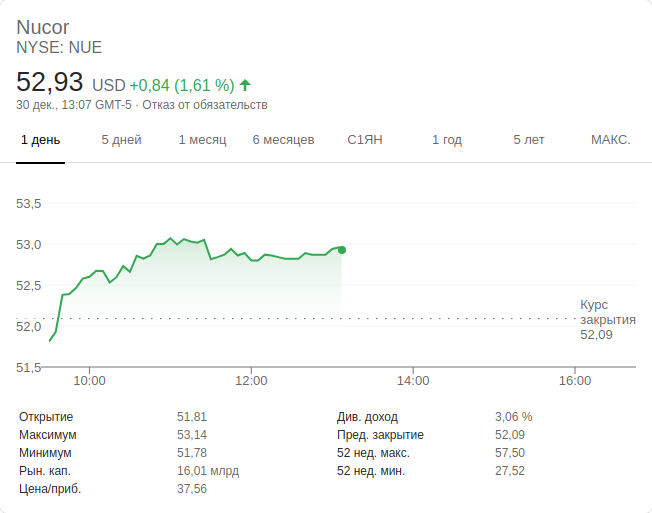 Nucor
NYSE: NUE
52,93 USD +0,84 (1,61 %)
30 дек., 13:07 GMT-5 · Отказ от обязательств
1 день 5 дней 1 месяц 6 месяцев С1ЯН 1 год 5 лет МАКС.
53,5
53,0
52,5
52,0
51,5
Курс
закрытия
52,09
10:00 12:00 14:00 16:00
Открытие 51,81 Див. доход 3,06 %
Максимум 53,14 Пред. закрытие 52,09
Минимум 51,78 52 нед. макс. 57,50
Рын. кап. 16,01 млрд 52 нед. мин. 27,52
Цена/приб. 37,56